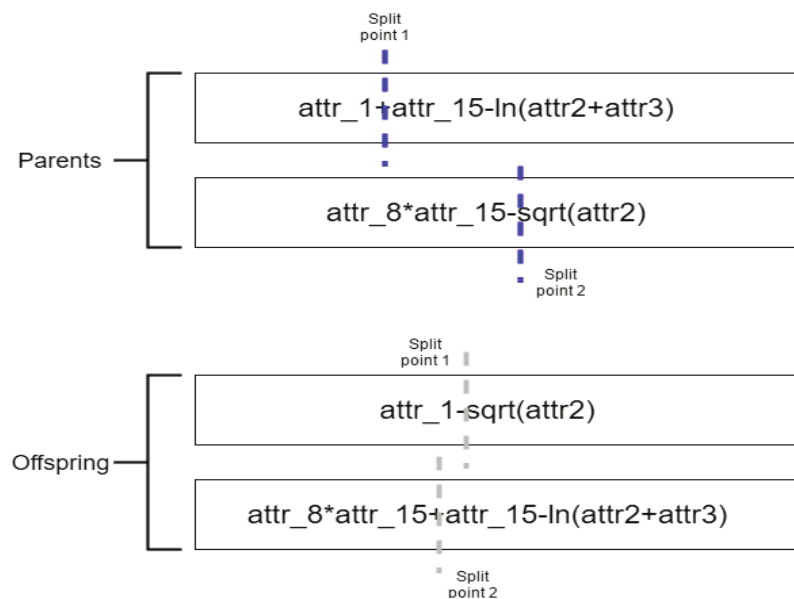 Split
point 1
attr_1+attr_15-ln(attr2+attr3)
Parents
attr_8*attr_15-sqrt(attr2)
Split
point 2
Split
point 1
attr_1-sqrt(attr2)
Offspring
attr_8*attr_15+attr_15-ln(attr2+attr3)
Split
point 2